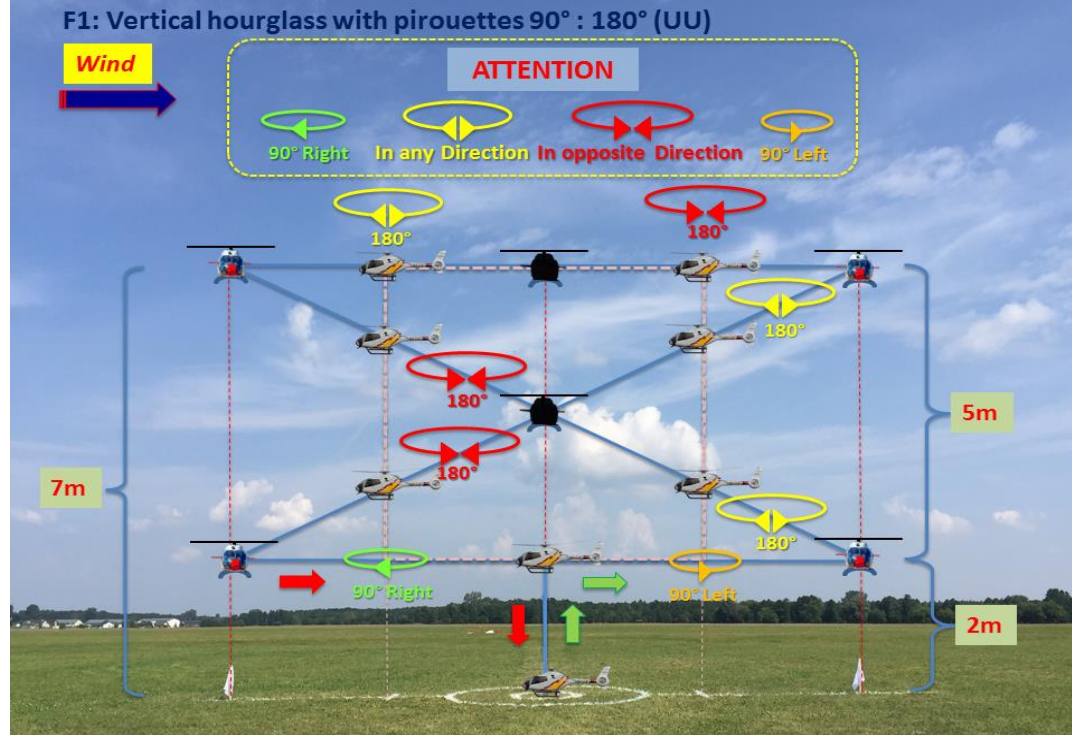 F1: Vertical hourglass with pirouettes 90° : 180° (UU)
Wind
ATTENTION
90° Right
In any Direction
In opposite Direction
90° Left
180°
180°
180°
180°
5m
180°
7m
180°
90° Right
90° Left
2m